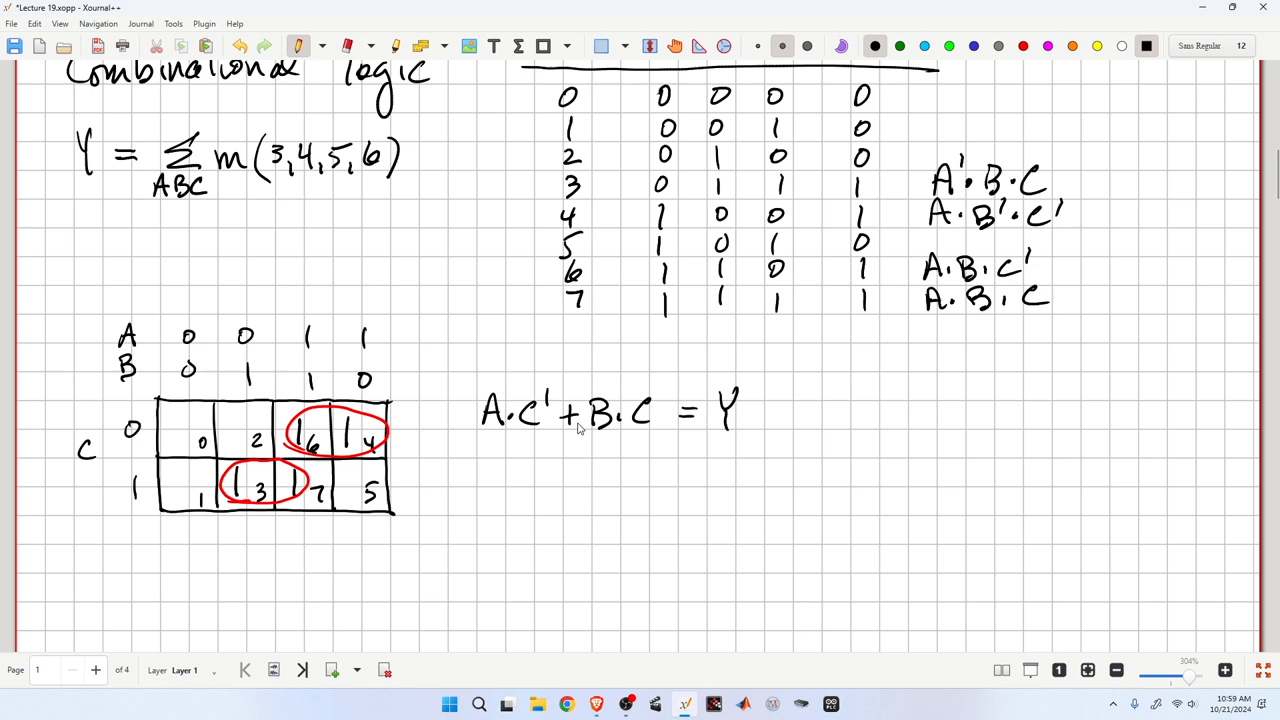 *Lecture 19.xopp - Xournal++
File Edit View Navigation Journal Tools Plugin Help
Sans Regular 12
Combinational logic
Y = Σ m(3,4,5,6)
ABC
0 0 0 0 0
1 0 0 1 0
2 0 1 0 0
3 0 1 1 1 A'·B·C
4 1 0 0 1 A·B'·C'
5 1 0 1 0
6 1 1 0 1 A·B·C'
7 1 1 1 1 A·B·C
A 0 0 1 1
B 0 1 1 0
C
0 0 2 1 6 1 4
1 1 1 3 1 7 5
A·C' + B·C = Y
Page 1 of 4 Layer Layer 1 1 304%
PLC
10:59 AM
10/21/2024